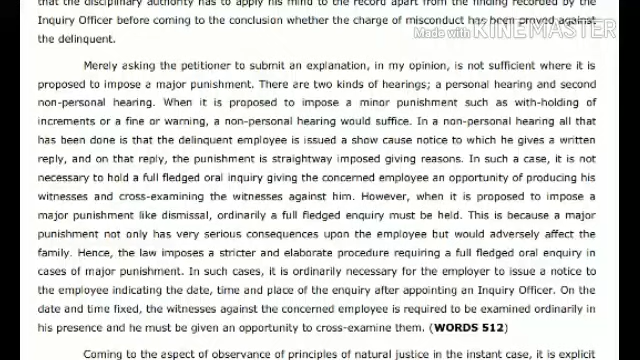 that the disciplinary authority has to apply his mind to the record apart from the finding recorded by the
Inquiry Officer before coming to the conclusion whether the charge of misconduct has been proved against
the delinquent.
Made with KINEMASTER
Merely asking the petitioner to submit an explanation, in my opinion, is not sufficient where it is
proposed to impose a major punishment. There are two kinds of hearings; a personal hearing and second
non-personal hearing. When it is proposed to impose a minor punishment such as with-holding of
increments or a fine or warning, a non-personal hearing would suffice. In a non-personal hearing all that
has been done is that the delinquent employee is issued a show cause notice to which he gives a written
reply, and on that reply, the punishment is straightway imposed giving reasons. In such a case, it is not
necessary to hold a full fledged oral inquiry giving the concerned employee an opportunity of producing his
witnesses and cross-examining the witnesses against him. However, when it is proposed to impose a
major punishment like dismissal, ordinarily a full fledged enquiry must be held. This is because a major
punishment not only has very serious consequences upon the employee but would adversely affect the
family. Hence, the law imposes a stricter and elaborate procedure requiring a full fledged oral enquiry in
cases of major punishment. In such cases, it is ordinarily necessary for the employer to issue a notice to
the employee indicating the date, time and place of the enquiry after appointing an Inquiry Officer. On the
date and time fixed, the witnesses against the concerned employee is required to be examined ordinarily in
his presence and he must be given an opportunity to cross-examine them. (WORDS 512)
Coming to the aspect of observance of principles of natural justice in the instant case, it is explicit